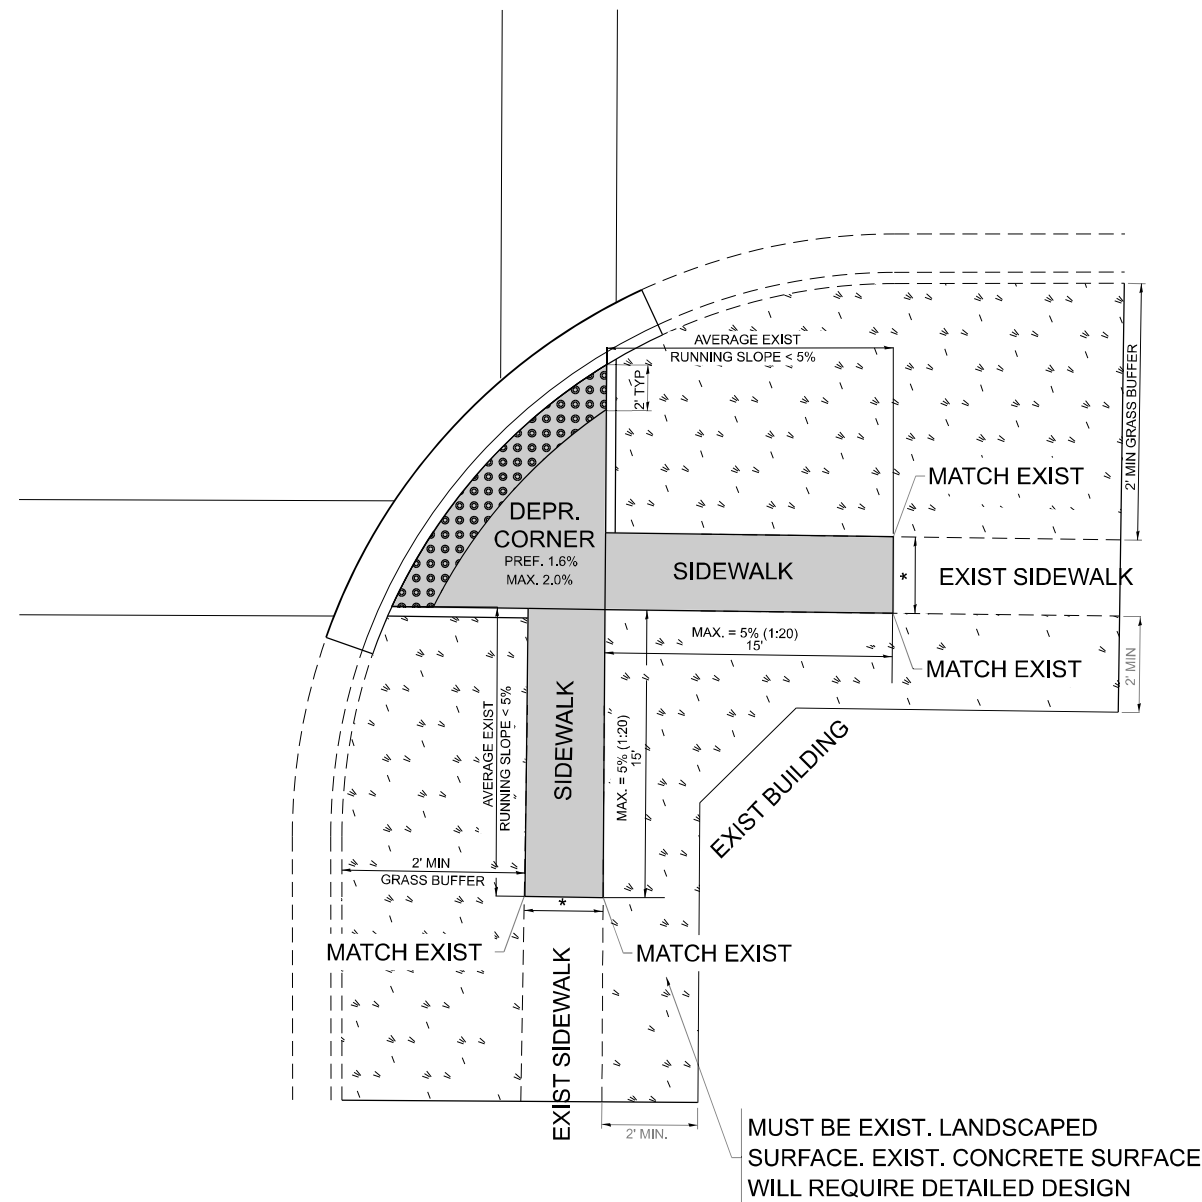 AVERAGE EXIST
RUNNING SLOPE < 5%
2' TYP
2' MIN GRASS BUFFER
MATCH EXIST
DEPR.
CORNER
PREF. 1.6%
MAX. 2.0%
SIDEWALK
*
EXIST SIDEWALK
MAX. = 5% (1:20)
15'
MATCH EXIST
2' MIN
AVERAGE EXIST
RUNNING SLOPE < 5%
SIDEWALK
MAX. = 5% (1:20)
15'
EXIST BUILDING
2' MIN
GRASS BUFFER
*
MATCH EXIST
MATCH EXIST
EXIST SIDEWALK
2' MIN.
MUST BE EXIST. LANDSCAPED
SURFACE. EXIST. CONCRETE SURFACE
WILL REQUIRE DETAILED DESIGN